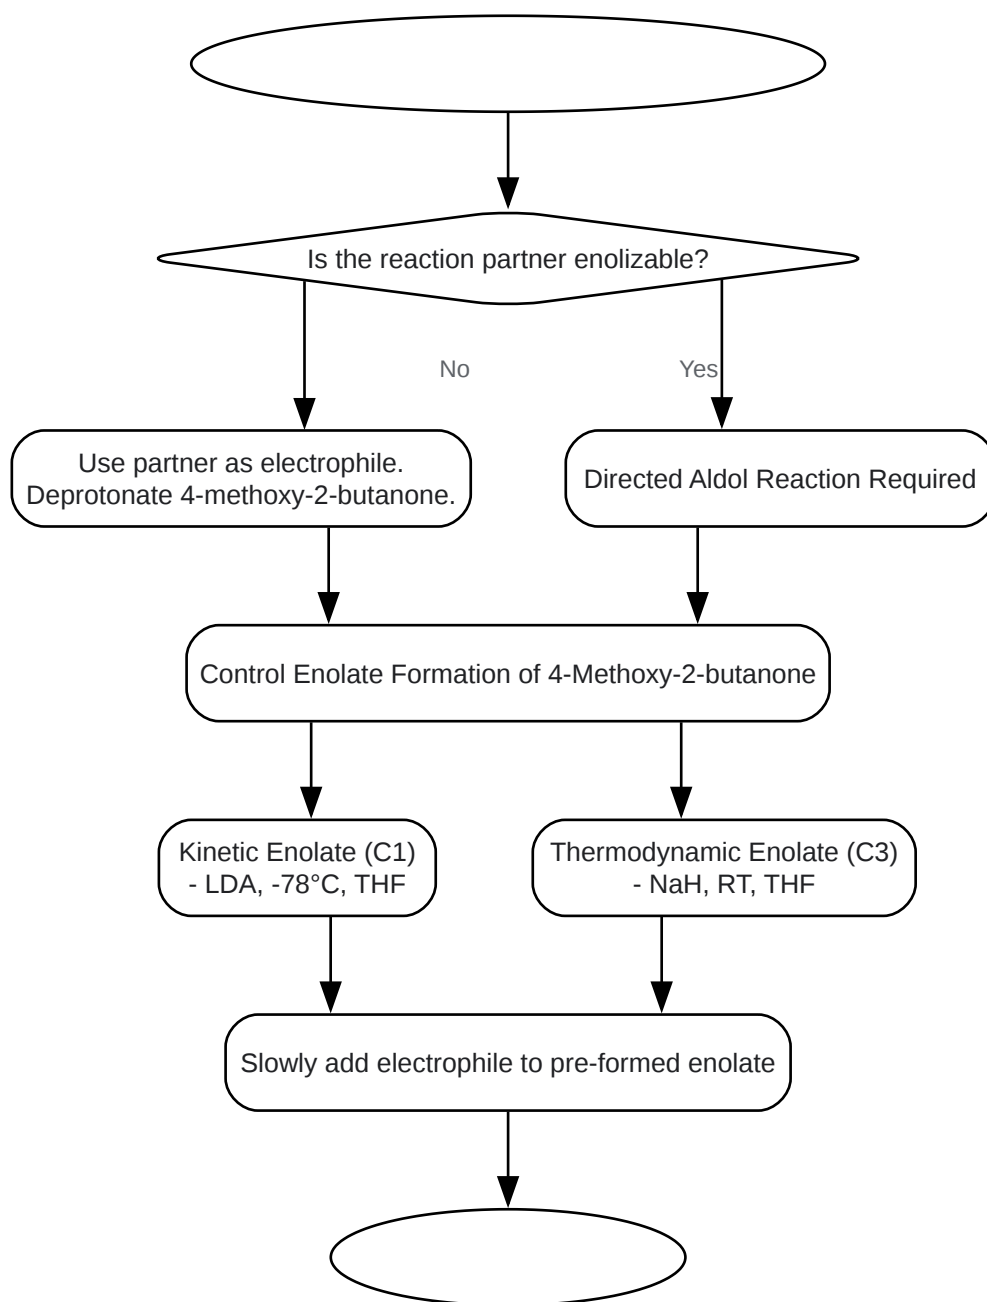 Is the reaction partner enolizable?
No
Yes
Use partner as electrophile.
Deprotonate 4-methoxy-2-butanone.
Directed Aldol Reaction Required
Control Enolate Formation of 4-Methoxy-2-butanone
Kinetic Enolate (C1)
- LDA, -78°C, THF
Thermodynamic Enolate (C3)
- NaH, RT, THF
Slowly add electrophile to pre-formed enolate